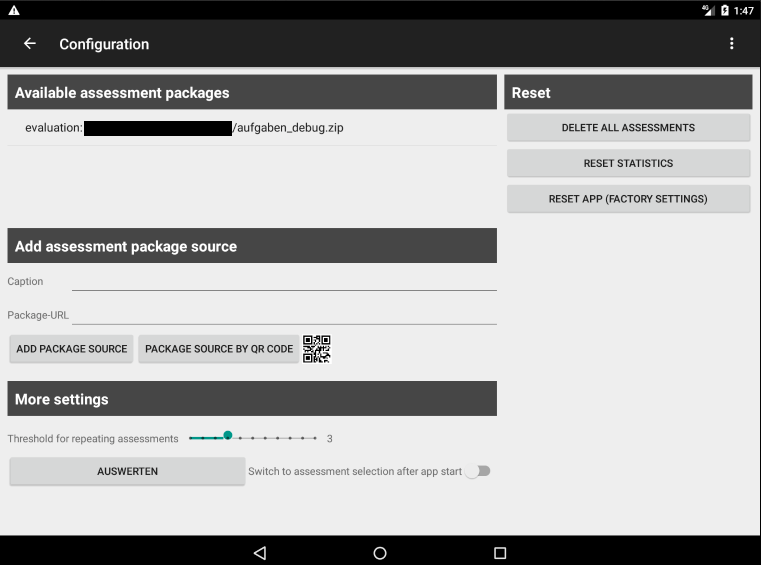 4G 1:47
Configuration
Available assessment packages
evaluation: /aufgaben_debug.zip
Add assessment package source
Caption
Package-URL
ADD PACKAGE SOURCE PACKAGE SOURCE BY QR CODE
More settings
Threshold for repeating assessments 3
AUSWERTEN Switch to assessment selection after app start
Reset
DELETE ALL ASSESSMENTS
RESET STATISTICS
RESET APP (FACTORY SETTINGS)